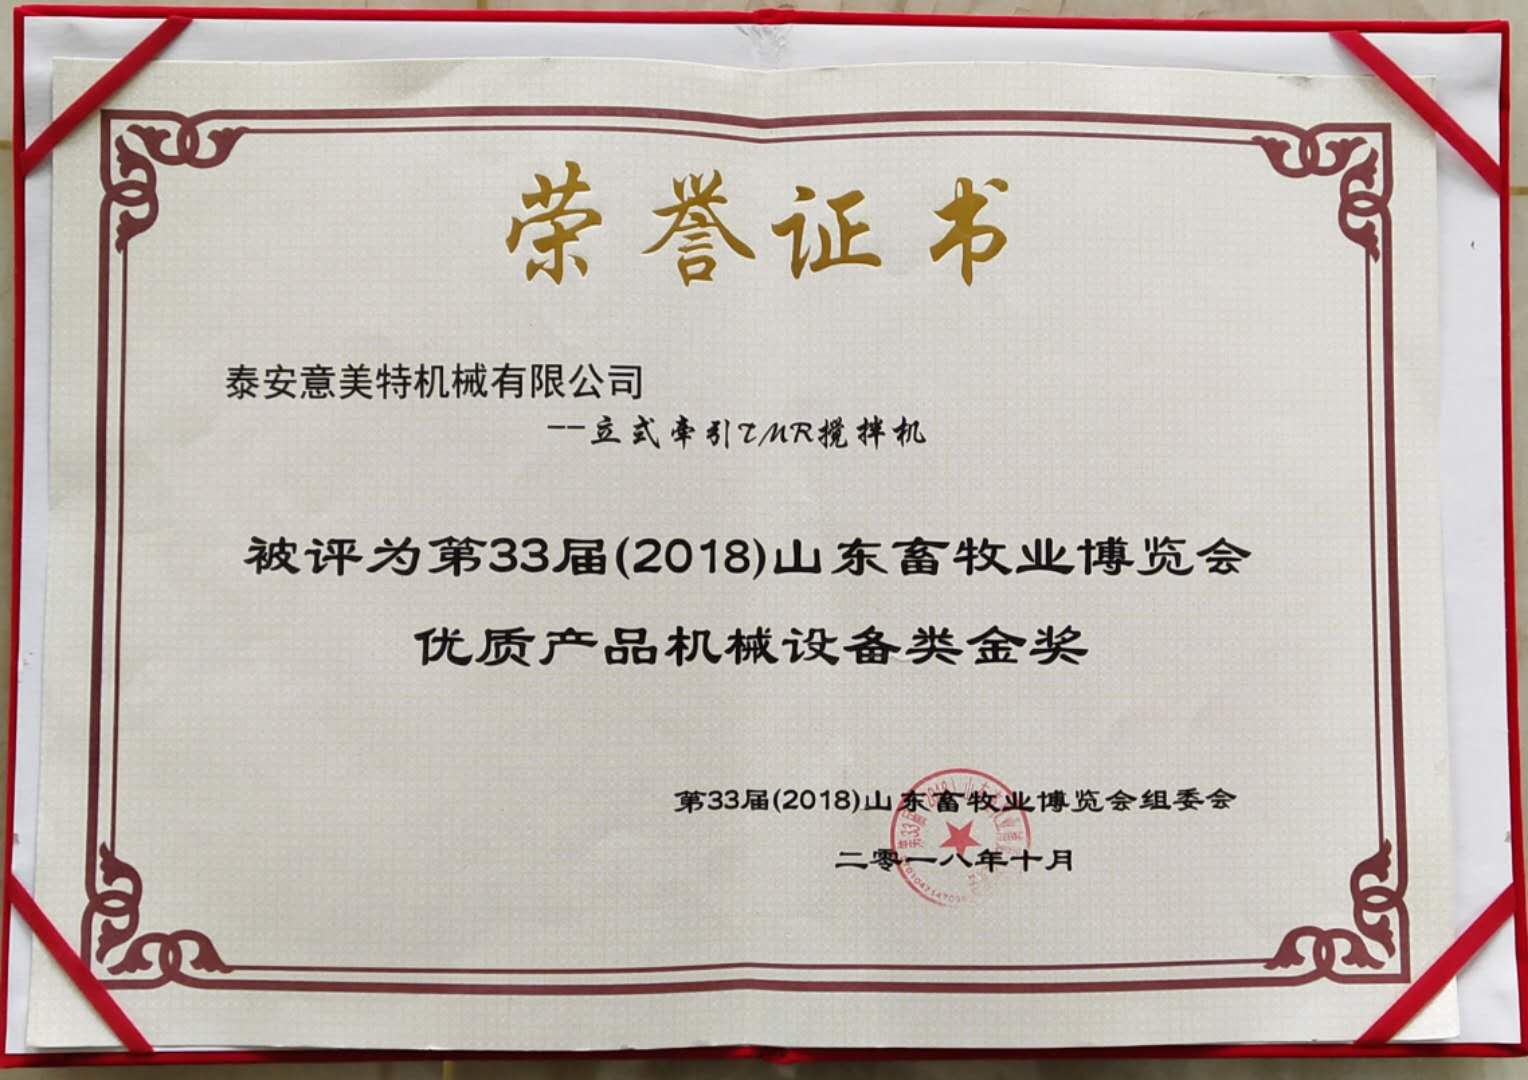 荣誉证书
泰安意美特机械有限公司
--立式牵引TMR搅拌机
被评为第33届(2018)山东畜牧业博览会
优质产品机械设备类金奖
第33届(2018)山东畜牧业博览会组委会
二零一八年十月